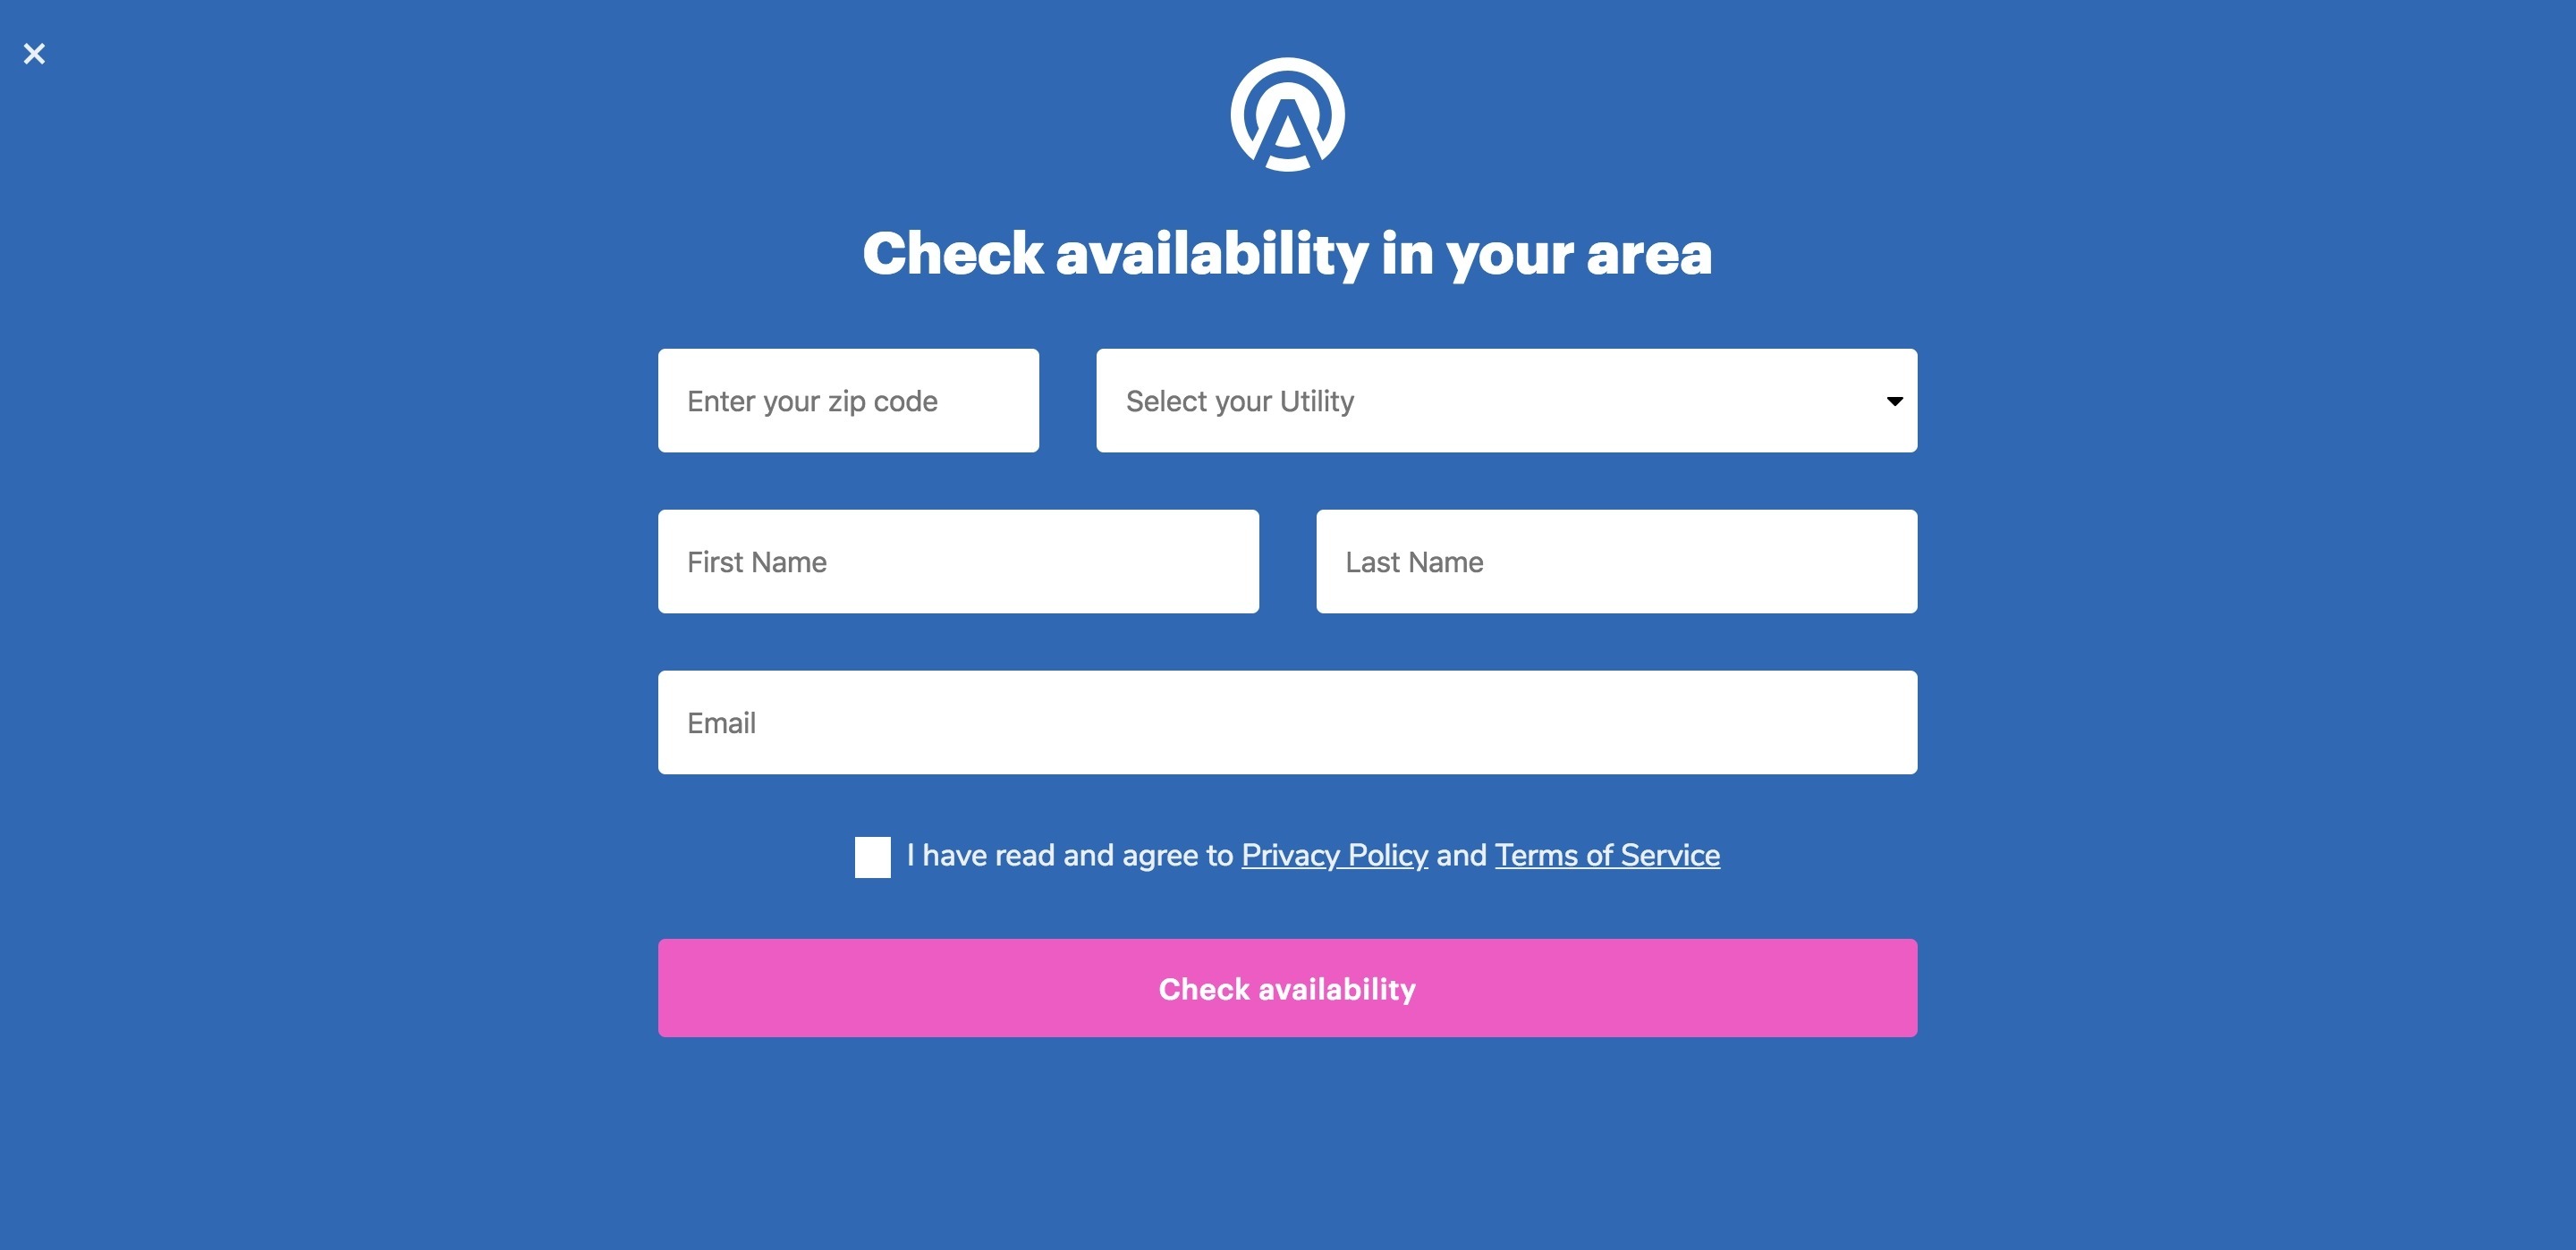 Check availability in your area
Enter your zip code
Select your Utility
First Name
Last Name
Email
I have read and agree to Privacy Policy and Terms of Service
Check availability